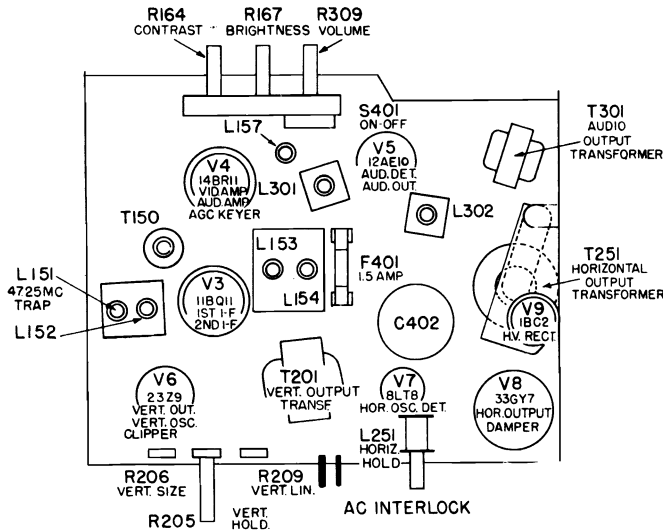 R164 R167 R309
CONTRAST BRIGHTNESS VOLUME
S401
ON-OFF
T301
AUDIO
OUTPUT
TRANSFORMER
L157
V5
12AE10
AUD. DET.
AUD. OUT.
V4
14BR11
VID. AMP
AUD. AMP
AGC KEYER
L301
L302
T150
L153
L154
F401
1.5 AMP
T251
HORIZONTAL
OUTPUT
TRANSFORMER
L151
4725MC
TRAP
L152
V3
11BQ11
1ST I-F
2ND I-F
C402
V9
1BC2
H.V. RECT.
V6
23Z9
VERT. OUT.
VERT. OSC.
CLIPPER
T201
VERT. OUTPUT
TRANSF.
V7
8LT8
HOR. OSC. DET.
V8
33GY7
HOR. OUTPUT
DAMPER
L251
HORIZ.
HOLD
R206
VERT. SIZE
R209
VERT. LIN.
R205
VERT.
HOLD.
AC INTERLOCK